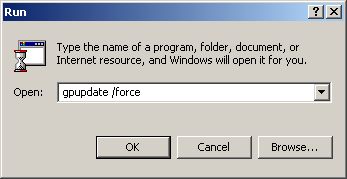 Run
Type the name of a program, folder, document, or
Internet resource, and Windows will open it for you.
Open:
gpupdate /force
OK
Cancel
Browse...